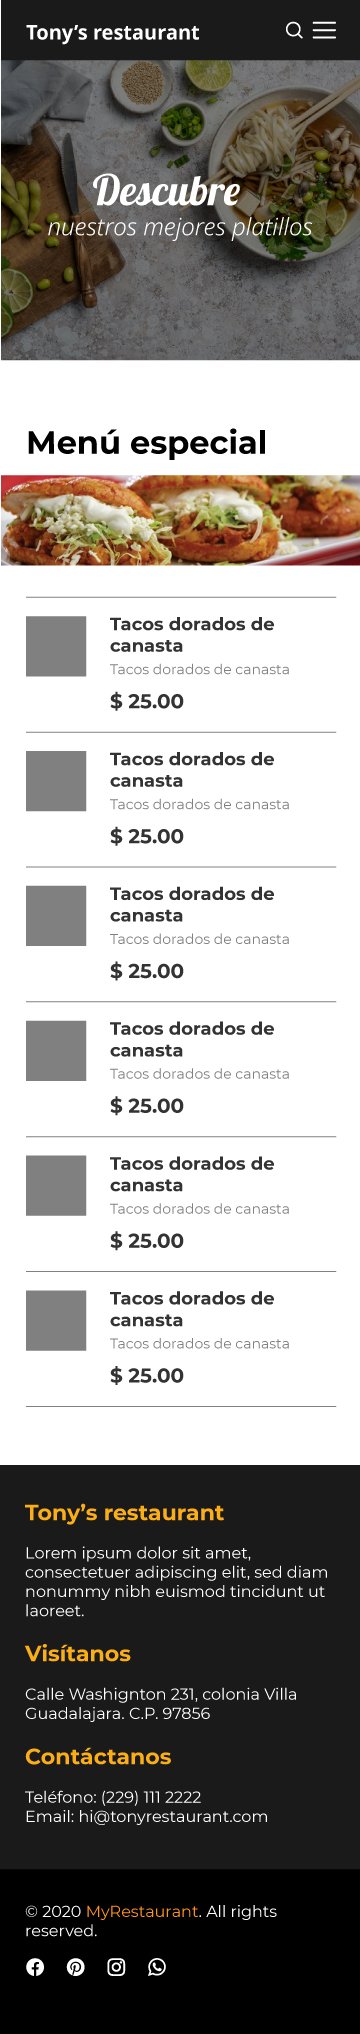 Tony’s restaurant
Descubre
nuestros mejores platillos
Menú especial
Tacos dorados de
canasta
Tacos dorados de canasta
$ 25.00
Tacos dorados de
canasta
Tacos dorados de canasta
$ 25.00
Tacos dorados de
canasta
Tacos dorados de canasta
$ 25.00
Tacos dorados de
canasta
Tacos dorados de canasta
$ 25.00
Tacos dorados de
canasta
Tacos dorados de canasta
$ 25.00
Tacos dorados de
canasta
Tacos dorados de canasta
$ 25.00
Tony’s restaurant
Lorem ipsum dolor sit amet,
consectetuer adipiscing elit, sed diam
nonummy nibh euismod tincidunt ut
laoreet.
Visítanos
Calle Washignton 231, colonia Villa
Guadalajara. C.P. 97856
Contáctanos
Teléfono: (229) 111 2222
Email: hi@tonyrestaurant.com
© 2020 MyRestaurant. All rights
reserved.